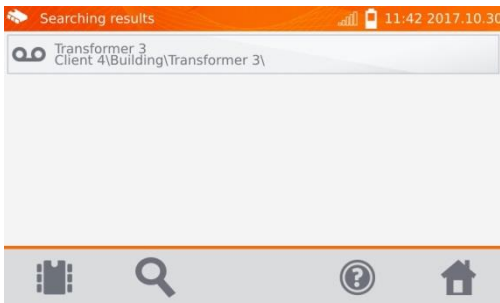 Searching results
11:42 2017.10.30
Transformer 3
Client 4\Building\Transformer 3\
?